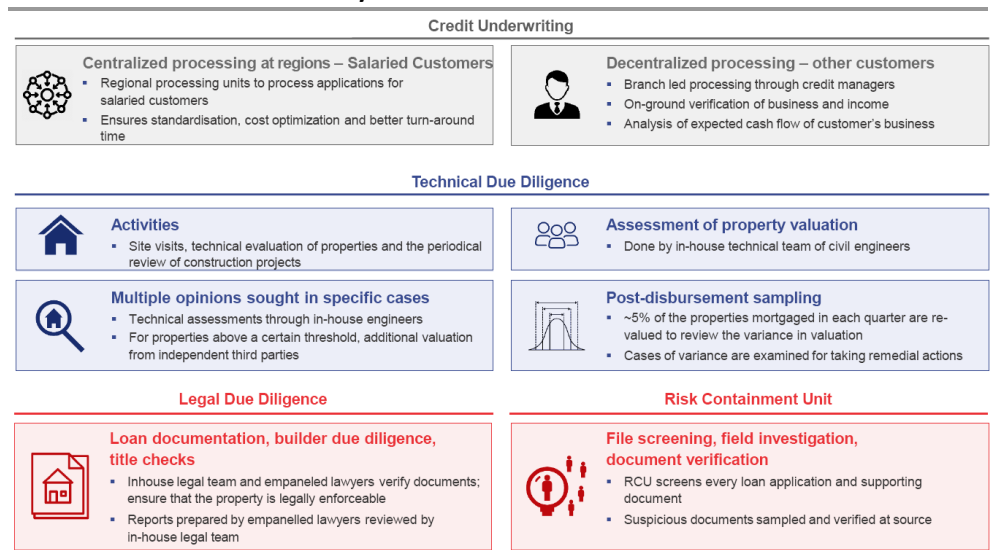 Credit Underwriting
Centralized processing at regions – Salaried Customers
▪ Regional processing units to process applications for
salaried customers
▪ Ensures standardisation, cost optimization and better turn-around
time
Decentralized processing – other customers
▪ Branch led processing through credit managers
▪ On-ground verification of business and income
▪ Analysis of expected cash flow of customer's business
Technical Due Diligence
Activities
▪ Site visits, technical evaluation of properties and the periodical
review of construction projects
Assessment of property valuation
▪ Done by in-house technical team of civil engineers
Multiple opinions sought in specific cases
▪ Technical assessments through in-house engineers
▪ For properties above a certain threshold, additional valuation
from independent third parties
Post-disbursement sampling
▪ ~5% of the properties mortgaged in each quarter are re-
valued to review the variance in valuation
▪ Cases of variance are examined for taking remedial actions
Legal Due Diligence
Loan documentation, builder due diligence,
title checks
▪ Inhouse legal team and empaneled lawyers verify documents;
ensure that the property is legally enforceable
▪ Reports prepared by empanelled lawyers reviewed by
in-house legal team
Risk Containment Unit
File screening, field investigation,
document verification
▪ RCU screens every loan application and supporting
document
▪ Suspicious documents sampled and verified at source